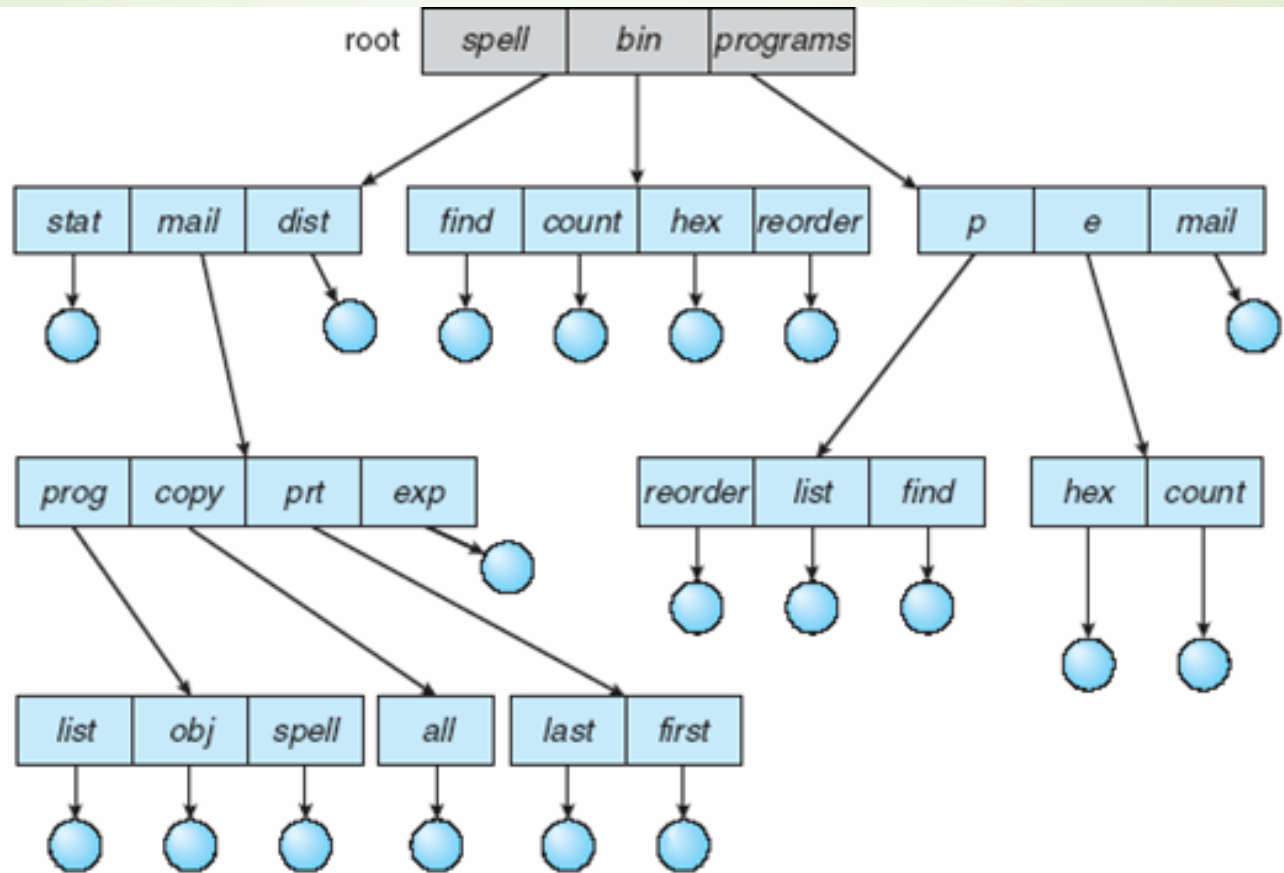 root spell bin programs
stat mail dist find count hex reorder p e mail
prog copy prt exp reorder list find hex count
list obj spell all last first